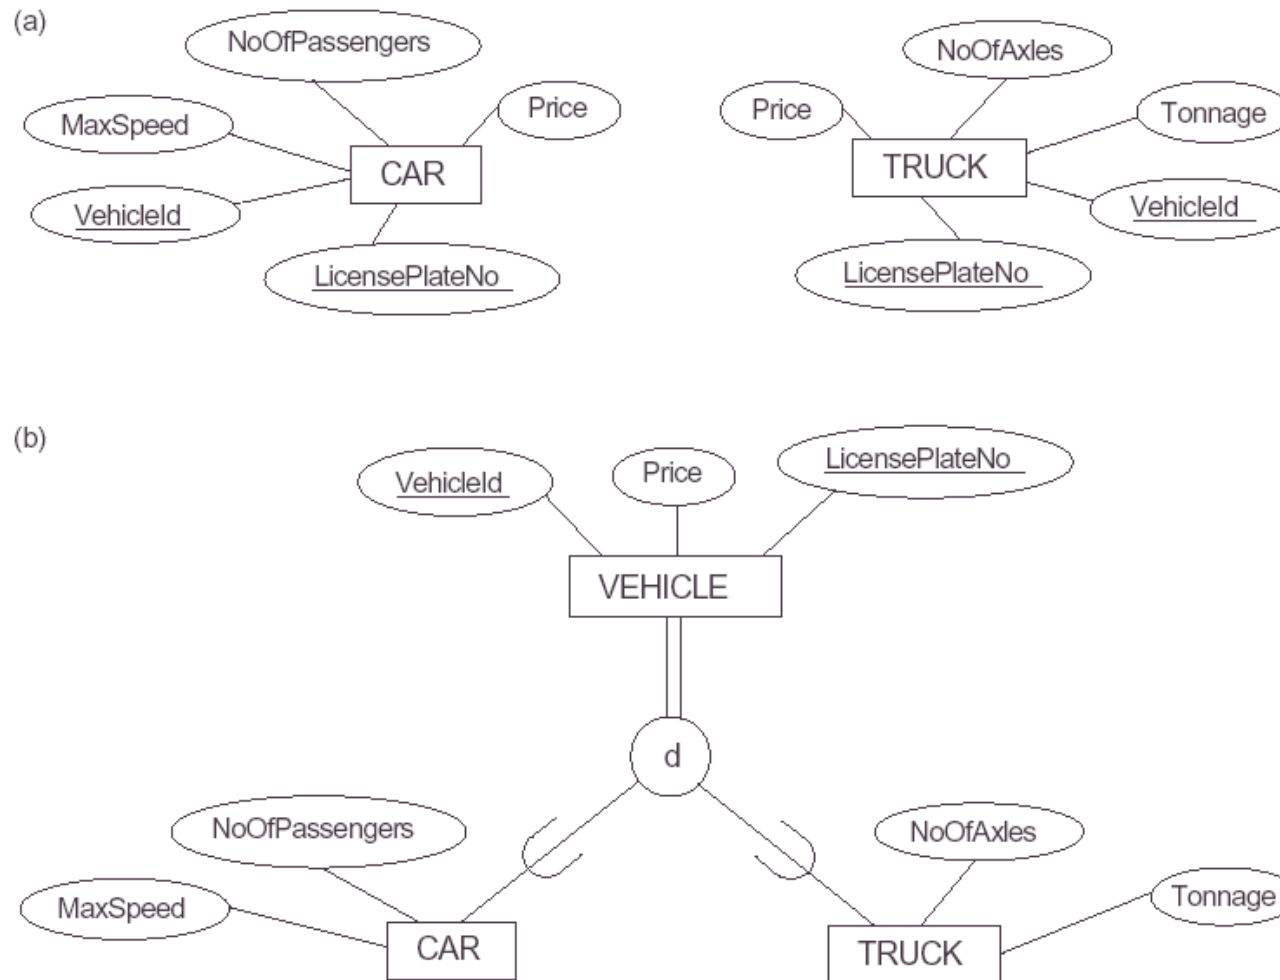 (a)
NoOfPassengers
NoOfAxles
MaxSpeed
Price
Price
Tonnage
CAR
TRUCK
VehicleId
VehicleId
LicensePlateNo
LicensePlateNo
(b)
VehicleId
Price
LicensePlateNo
VEHICLE
d
NoOfPassengers
NoOfAxles
MaxSpeed
Tonnage
CAR
TRUCK